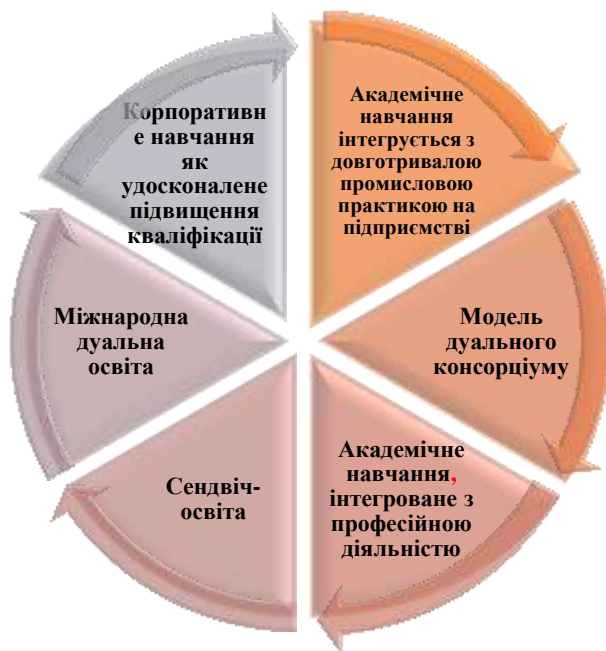 Академічне
навчання
інтегрується з
довготривалою
промисловою
практикою на
підприємстві
Модель
дуального
консорціуму
Академічне
навчання,
інтегроване з
професійною
діяльністю
Сендвіч-
освіта
Міжнародна
дуальна
освіта
Корпоративн
е навчання
як
удосконалене
підвищення
кваліфікації